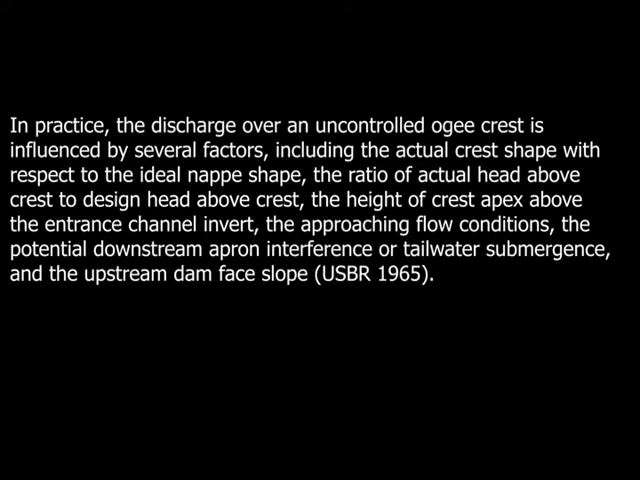 In practice, the discharge over an uncontrolled ogee crest is
influenced by several factors, including the actual crest shape with
respect to the ideal nappe shape, the ratio of actual head above
crest to design head above crest, the height of crest apex above
the entrance channel invert, the approaching flow conditions, the
potential downstream apron interference or tailwater submergence,
and the upstream dam face slope (USBR 1965).